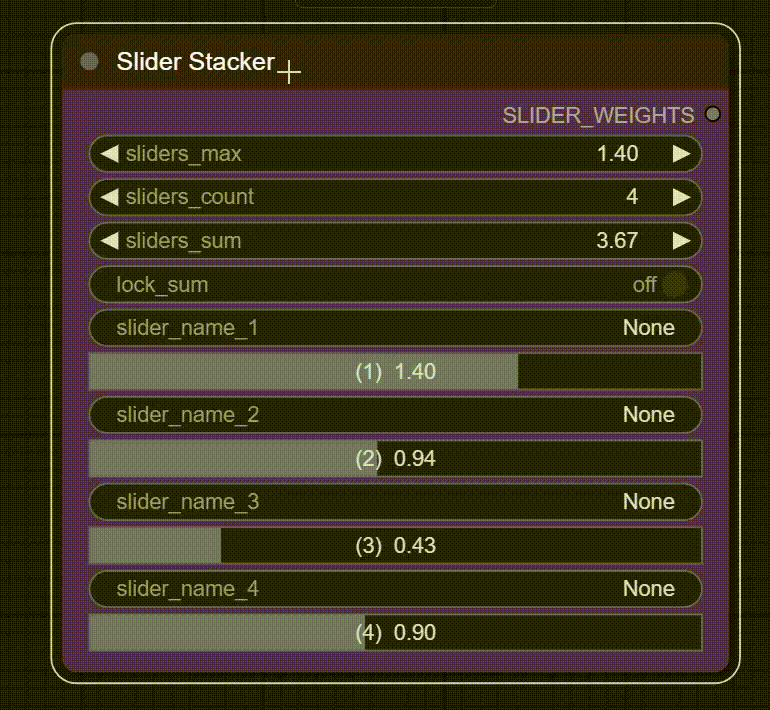 Slider Stacker
SLIDER_WEIGHTS
sliders_max 1.40
sliders_count 4
sliders_sum 3.67
lock_sum off
slider_name_1 None
(1) 1.40
slider_name_2 None
(2) 0.94
slider_name_3 None
(3) 0.43
slider_name_4 None
(4) 0.90